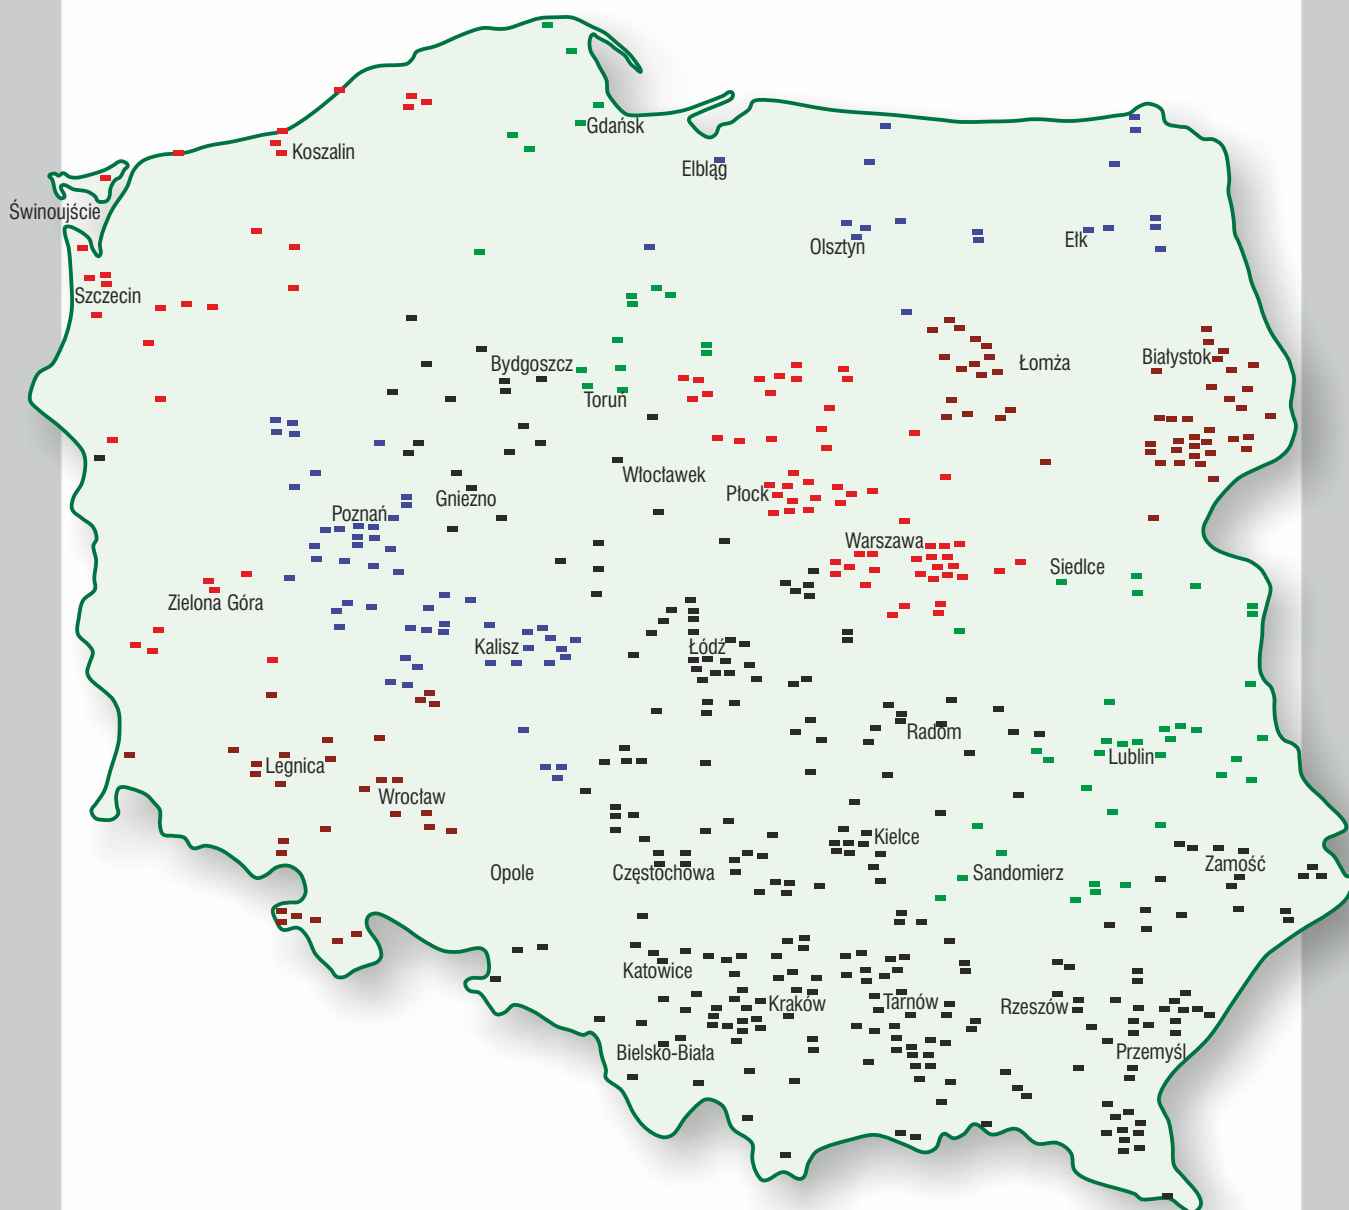 Gdańsk
Koszalin
Elbląg
Świnoujście
Olsztyn
Ełk
Szczecin
Bydgoszcz
Łomża
Białystok
Toruń
Włocławek
Gniezno
Płock
Poznań
Warszawa
Siedlce
Zielona Góra
Kalisz
Łódź
Radom
Lublin
Legnica
Wrocław
Kielce
Opole
Częstochowa
Sandomierz
Zamość
Katowice
Kraków
Tarnów
Rzeszów
Bielsko-Biała
Przemyśl